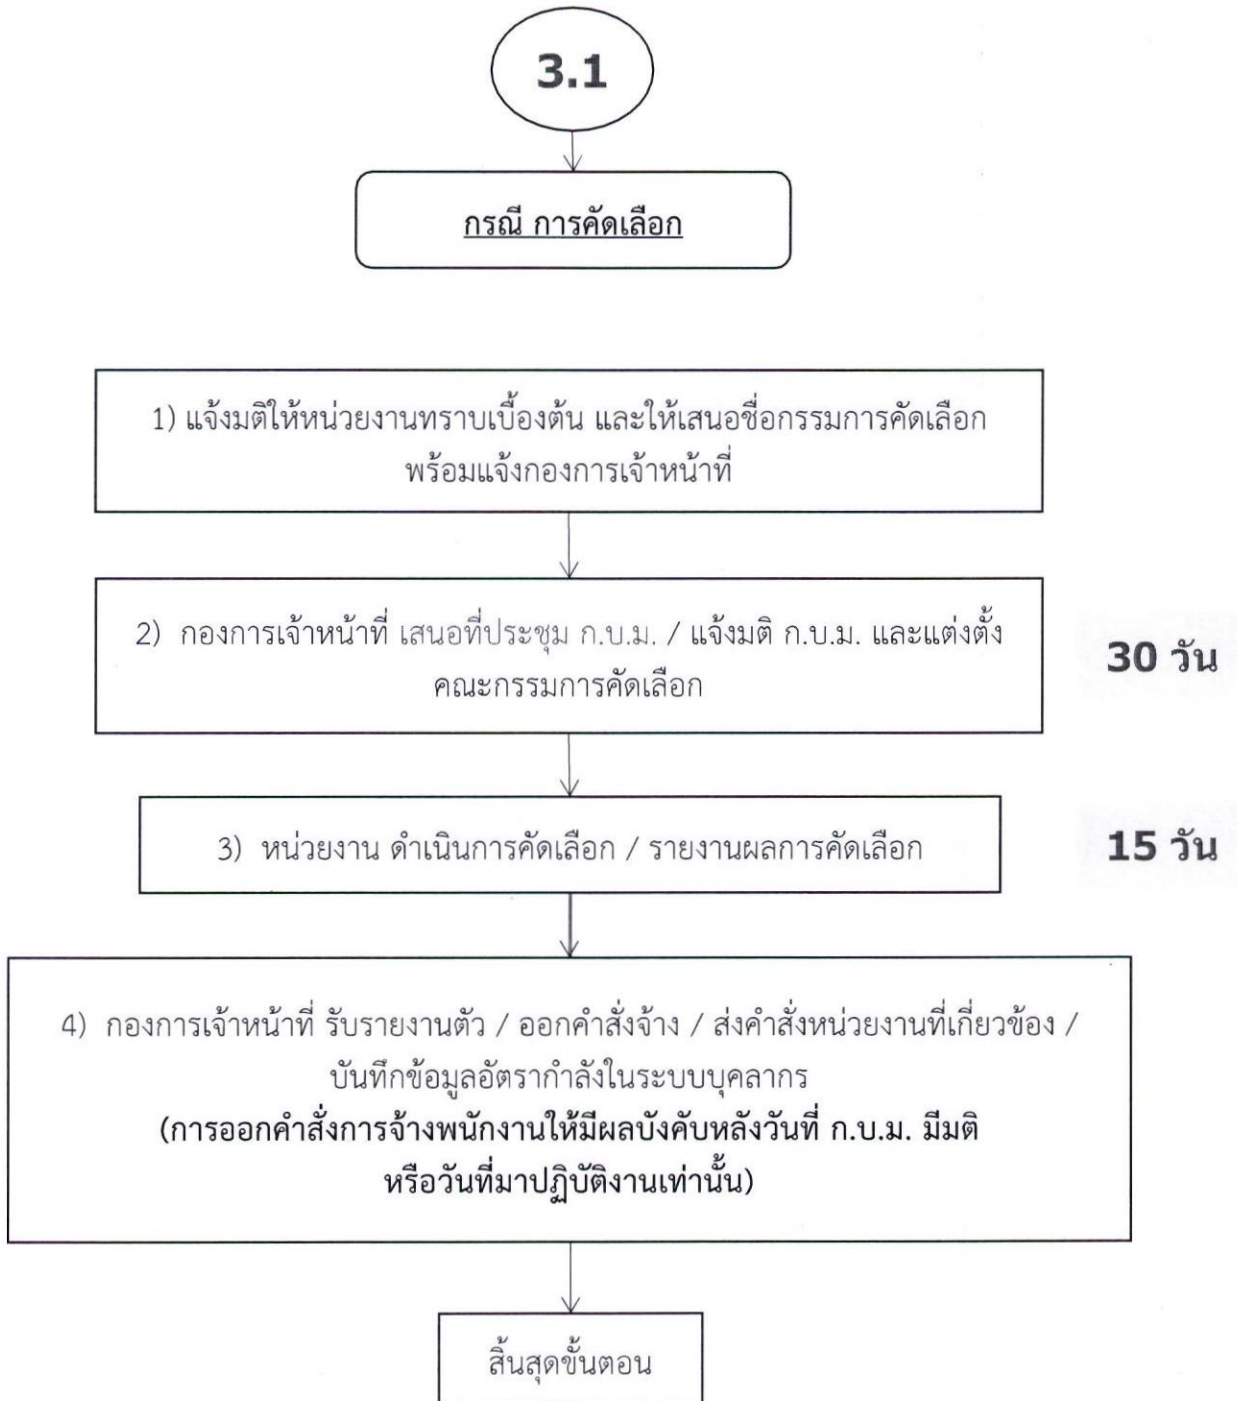 3.1
กรณี การคัดเลือก
1) แจ้งมติให้หน่วยงานทราบเบื้องต้น และให้เสนอชื่อกรรมการคัดเลือก
พร้อมแจ้งกองการเจ้าหน้าที่
2) กองการเจ้าหน้าที่ เสนอที่ประชุม ก.บ.ม. / แจ้งมติ ก.บ.ม. และแต่งตั้ง
คณะกรรมการคัดเลือก
30 วัน
3) หน่วยงาน ดำเนินการคัดเลือก / รายงานผลการคัดเลือก
15 วัน
4) กองการเจ้าหน้าที่ รับรายงานตัว / ออกคำสั่งจ้าง / ส่งคำสั่งหน่วยงานที่เกี่ยวข้อง /
บันทึกข้อมูลอัตรากำลังในระบบบุคลากร
(การออกคำสั่งการจ้างพนักงานให้มีผลบังคับหลังวันที่ ก.บ.ม. มีมติ
หรือวันที่มาปฏิบัติงานเท่านั้น)
สิ้นสุดขั้นตอน